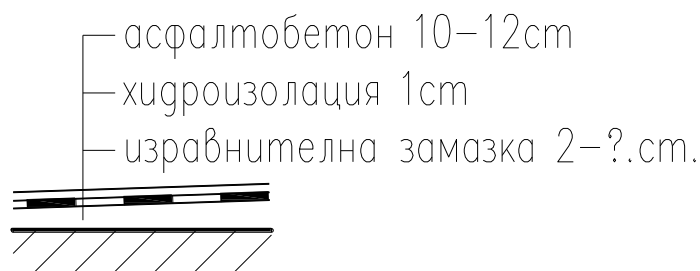 асфалтобетон 10-12cm
хидроизолация 1cm
изравнителна замазка 2-?.cm.